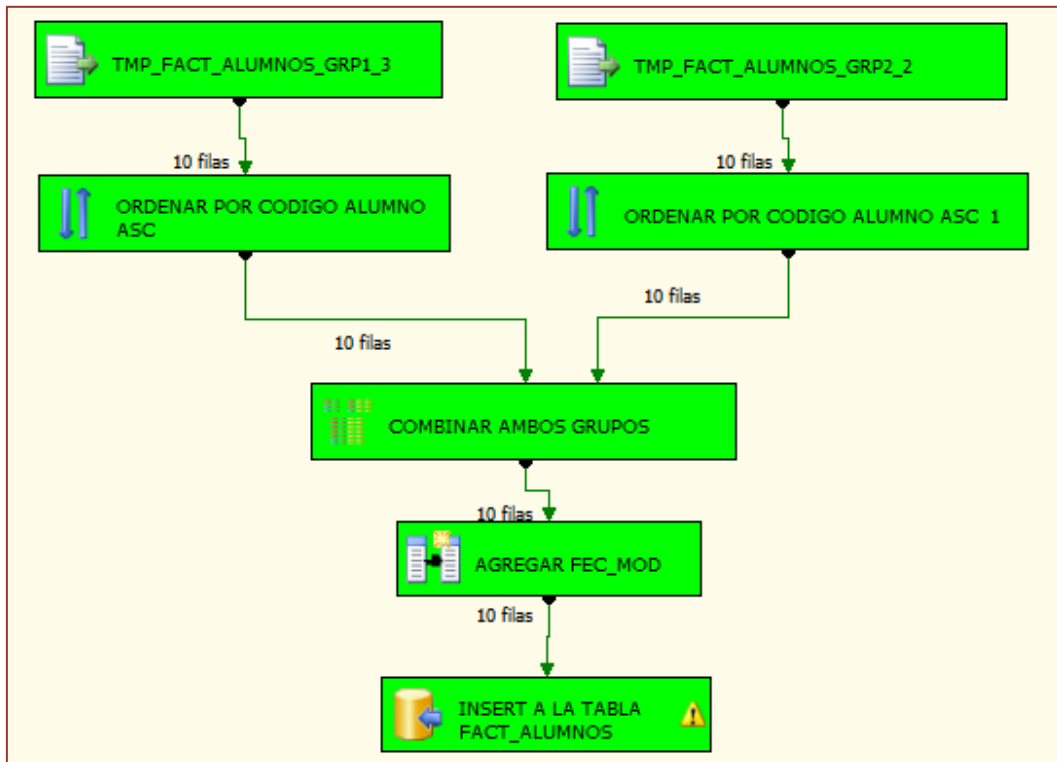 TMP_FACT_ALUMNOS_GRP1_3
TMP_FACT_ALUMNOS_GRP2_2
10 filas
10 filas
ORDENAR POR CODIGO ALUMNO
ASC
ORDENAR POR CODIGO ALUMNO ASC 1
10 filas
10 filas
COMBINAR AMBOS GRUPOS
10 filas
AGREGAR FEC_MOD
10 filas
INSERT A LA TABLA
FACT_ALUMNOS